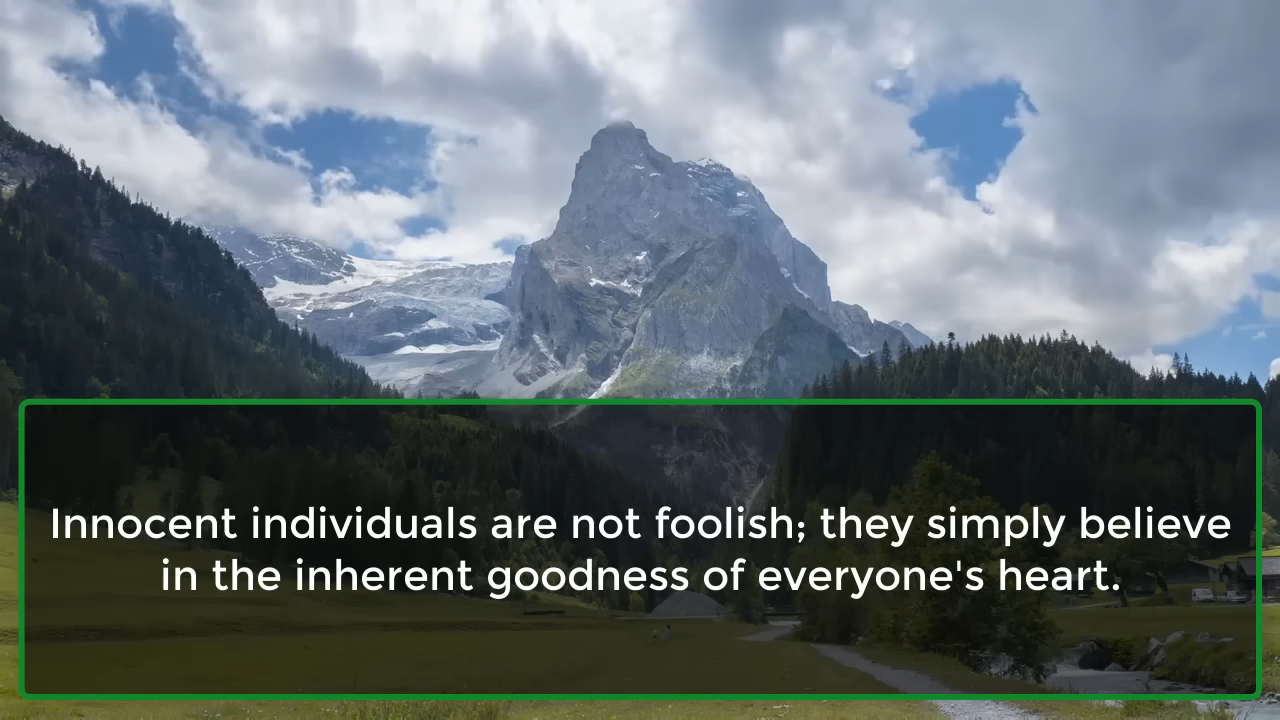 Innocent individuals are not foolish; they simply believe
in the inherent goodness of everyone's heart.